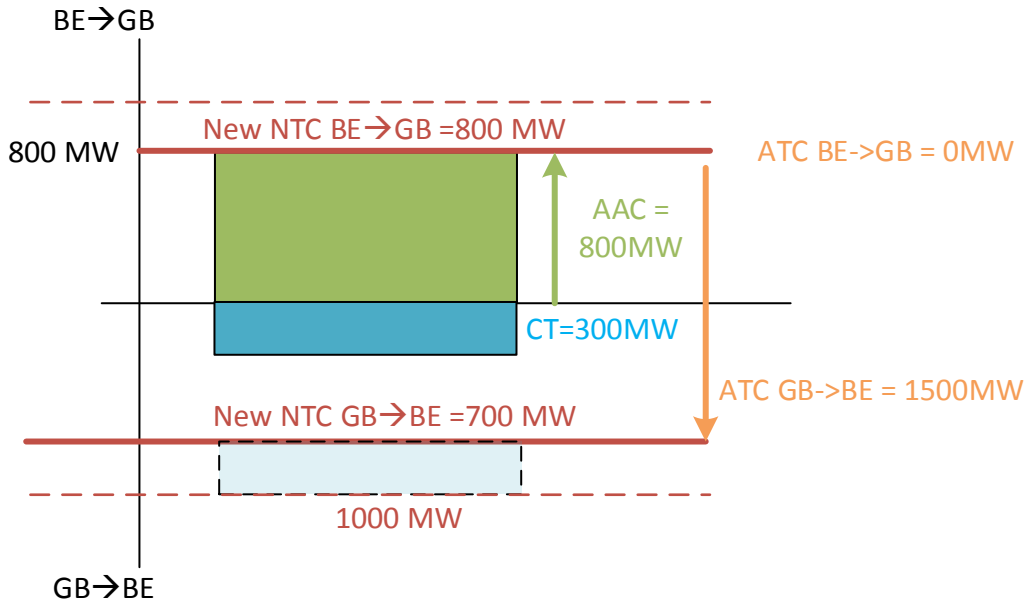 BE→GB
New NTC BE→GB =800 MW
800 MW
ATC BE->GB = 0MW
AAC =
800MW
CT=300MW
ATC GB->BE = 1500MW
New NTC GB→BE =700 MW
1000 MW
GB→BE